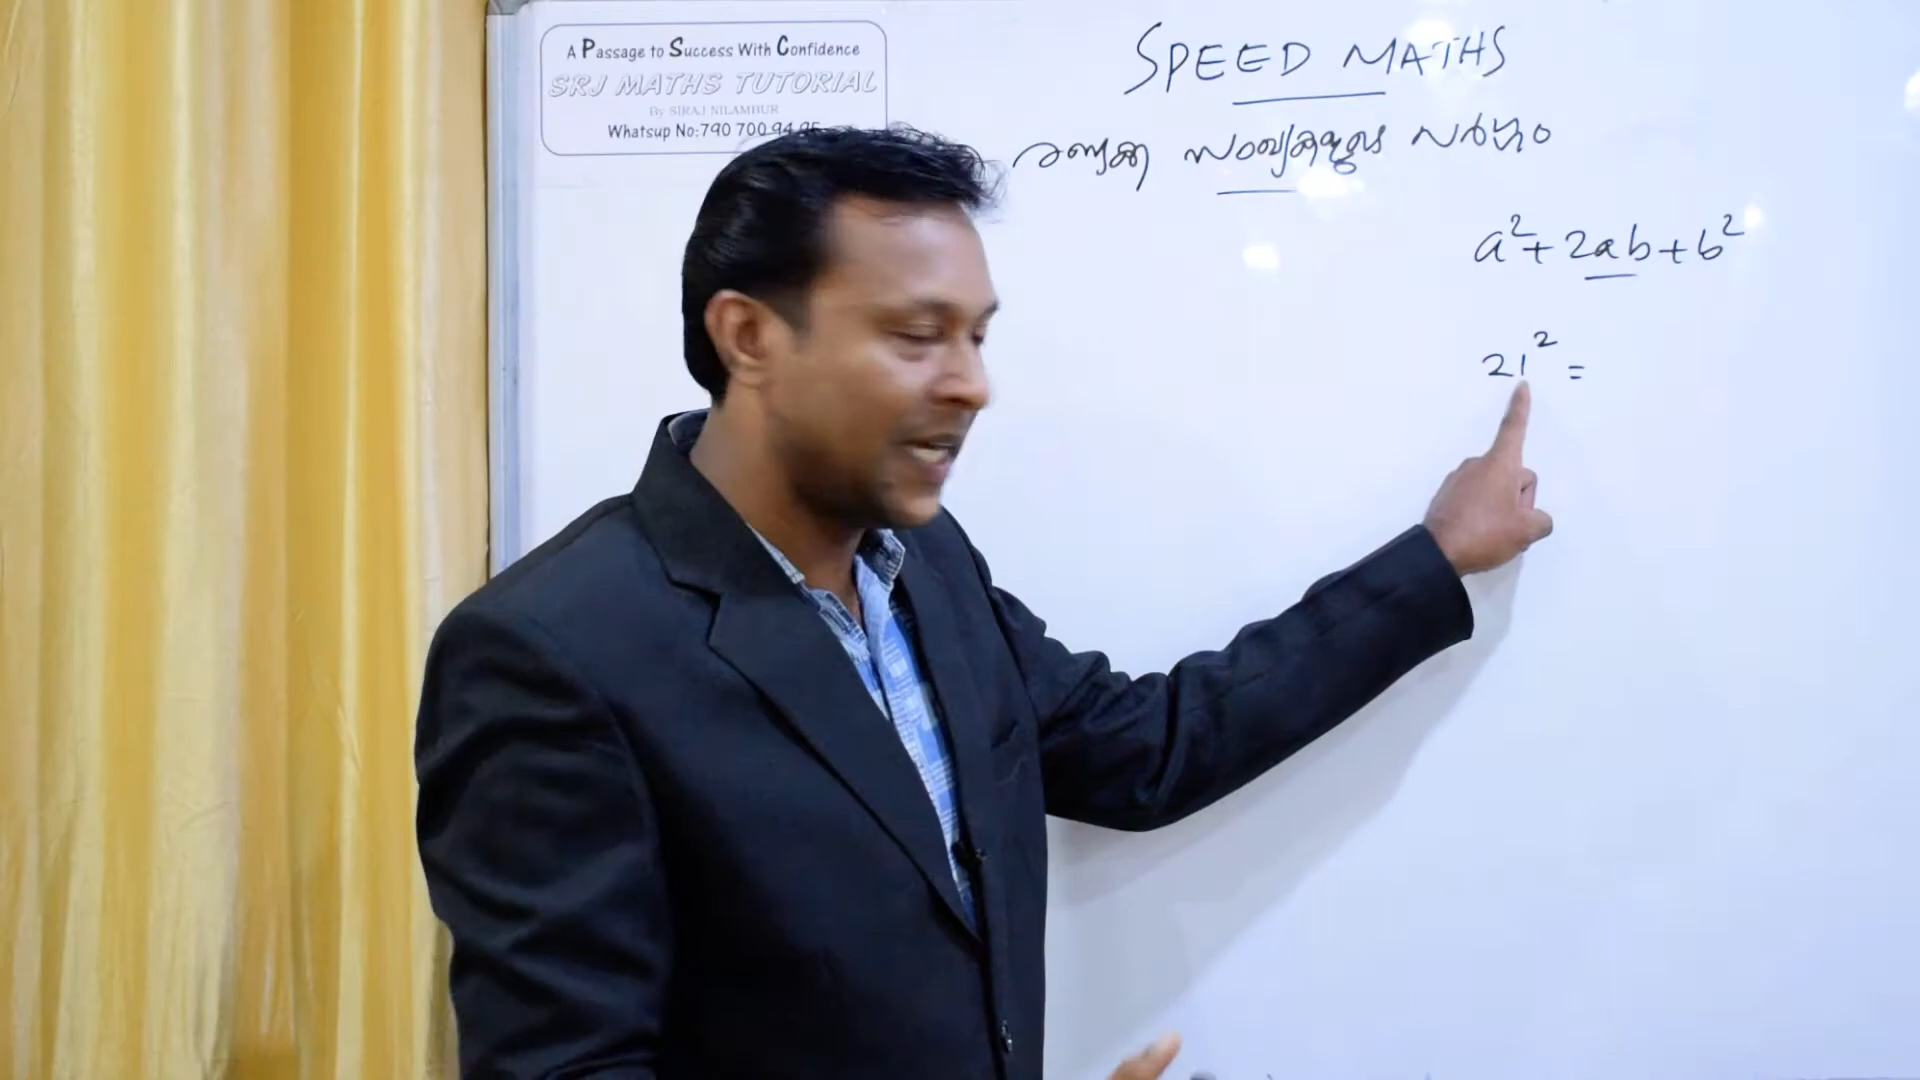 A Passage to Success With Confidence
SRJ MATHS TUTORIAL
By SIRAJ NILAMBUR
Whatsup No:790 700 94 95
SPEED MATHS
രണ്ടക്ക സംഖ്യകളുടെ വർഗ്ഗം
a²+2ab+b²
21² =